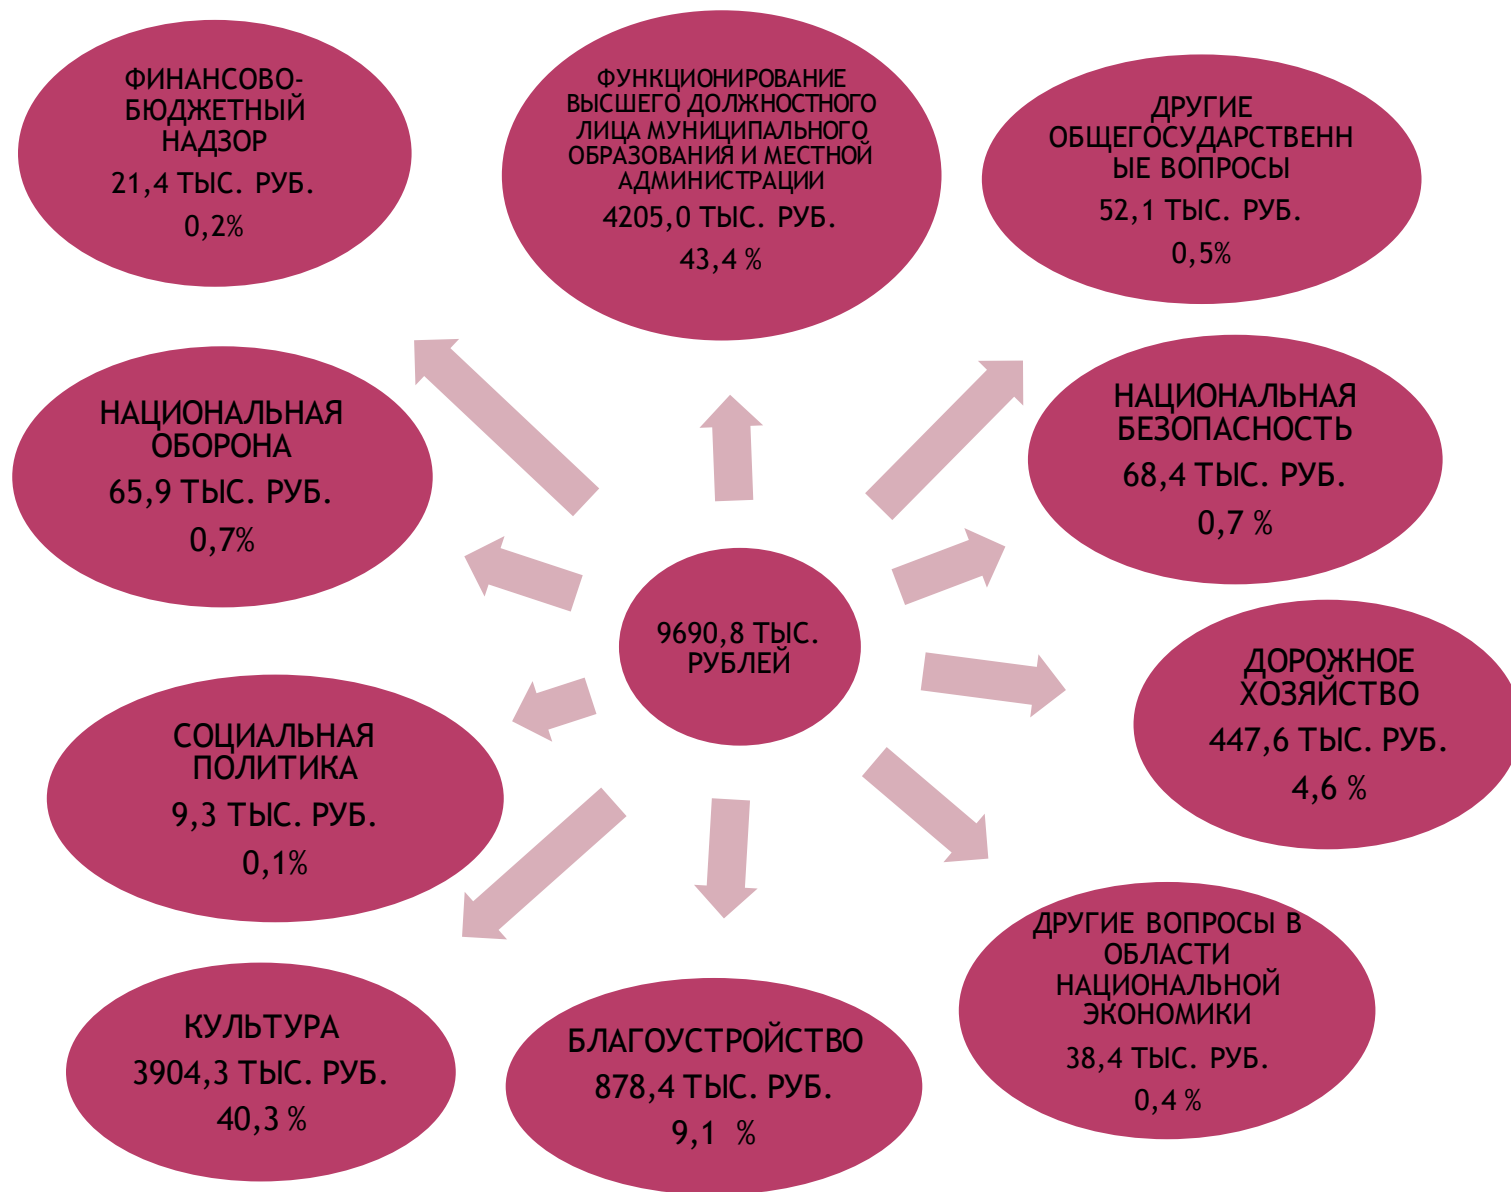 ФИНАНСОВО-
БЮДЖЕТНЫЙ
НАДЗОР
21,4 ТЫС. РУБ.
0,2%
ФУНКЦИОНИРОВАНИЕ
ВЫСШЕГО ДОЛЖНОСТНОГО
ЛИЦА МУНИЦИПАЛЬНОГО
ОБРАЗОВАНИЯ И МЕСТНОЙ
АДМИНИСТРАЦИИ
4205,0 ТЫС. РУБ.
43,4 %
ДРУГИЕ
ОБЩЕГОСУДАРСТВЕНН
ЫЕ ВОПРОСЫ
52,1 ТЫС. РУБ.
0,5%
НАЦИОНАЛЬНАЯ
ОБОРОНА
65,9 ТЫС. РУБ.
0,7%
НАЦИОНАЛЬНАЯ
БЕЗОПАСНОСТЬ
68,4 ТЫС. РУБ.
0,7 %
9690,8 ТЫС.
РУБЛЕЙ
ДОРОЖНОЕ
ХОЗЯЙСТВО
447,6 ТЫС. РУБ.
4,6 %
СОЦИАЛЬНАЯ
ПОЛИТИКА
9,3 ТЫС. РУБ.
0,1%
ДРУГИЕ ВОПРОСЫ В
ОБЛАСТИ
НАЦИОНАЛЬНОЙ
ЭКОНОМИКИ
38,4 ТЫС. РУБ.
0,4 %
КУЛЬТУРА
3904,3 ТЫС. РУБ.
40,3 %
БЛАГОУСТРОЙСТВО
878,4 ТЫС. РУБ.
9,1 %